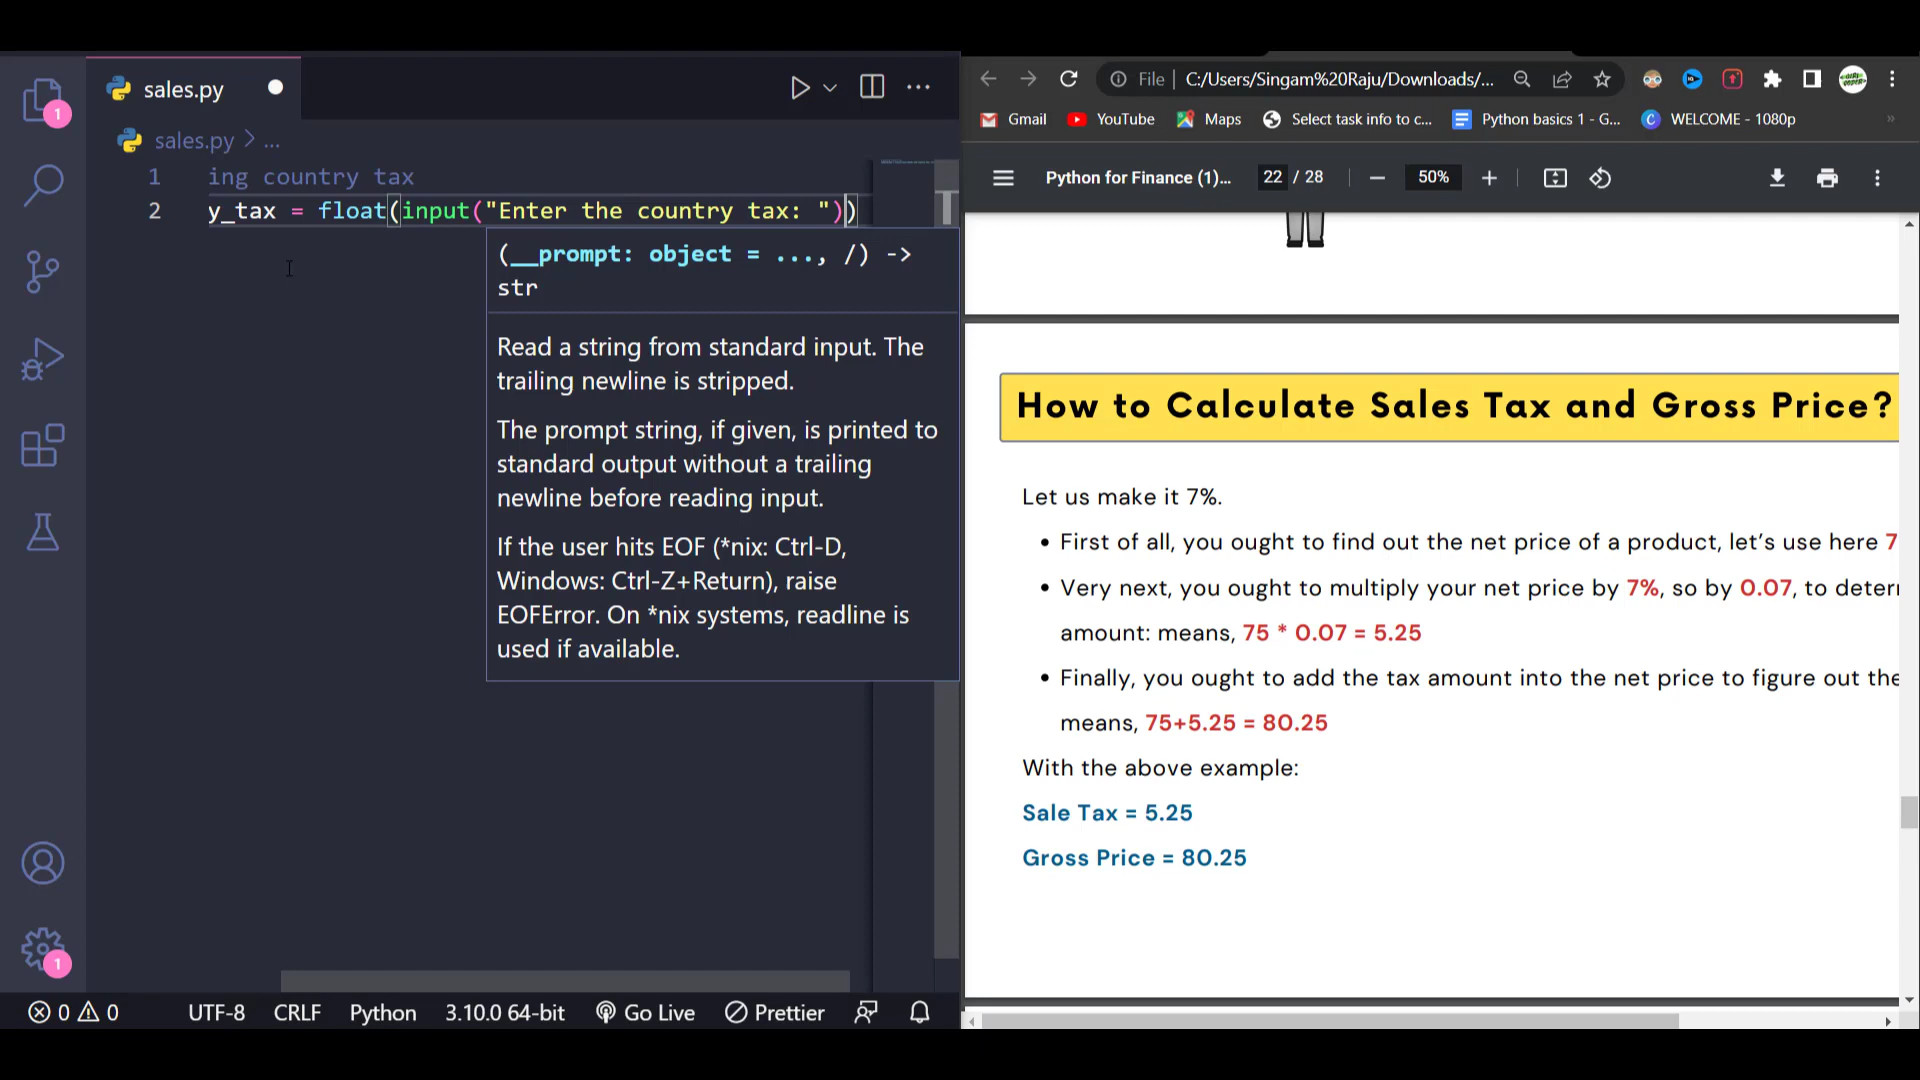 sales.py
sales.py > ...
1 ing country tax
2 y_tax = float(input("Enter the country tax: "))
(__prompt: object = ..., /) ->
str
Read a string from standard input. The
trailing newline is stripped.
The prompt string, if given, is printed to
standard output without a trailing
newline before reading input.
If the user hits EOF (*nix: Ctrl-D,
Windows: Ctrl-Z+Return), raise
EOFError. On *nix systems, readline is
used if available.
1
1
0 0 UTF-8 CRLF Python 3.10.0 64-bit Go Live Prettier
File C:/Users/Singam%20Raju/Downloads/...
Gmail YouTube Maps Select task info to c... Python basics 1 - G... WELCOME - 1080p »
Python for Finance (1)... 22 / 28 50%
How to Calculate Sales Tax and Gross Price?
Let us make it 7%.
• First of all, you ought to find out the net price of a product, let's use here 7
• Very next, you ought to multiply your net price by 7%, so by 0.07, to deter
amount: means, 75 * 0.07 = 5.25
• Finally, you ought to add the tax amount into the net price to figure out the
means, 75+5.25 = 80.25
With the above example:
Sale Tax = 5.25
Gross Price = 80.25